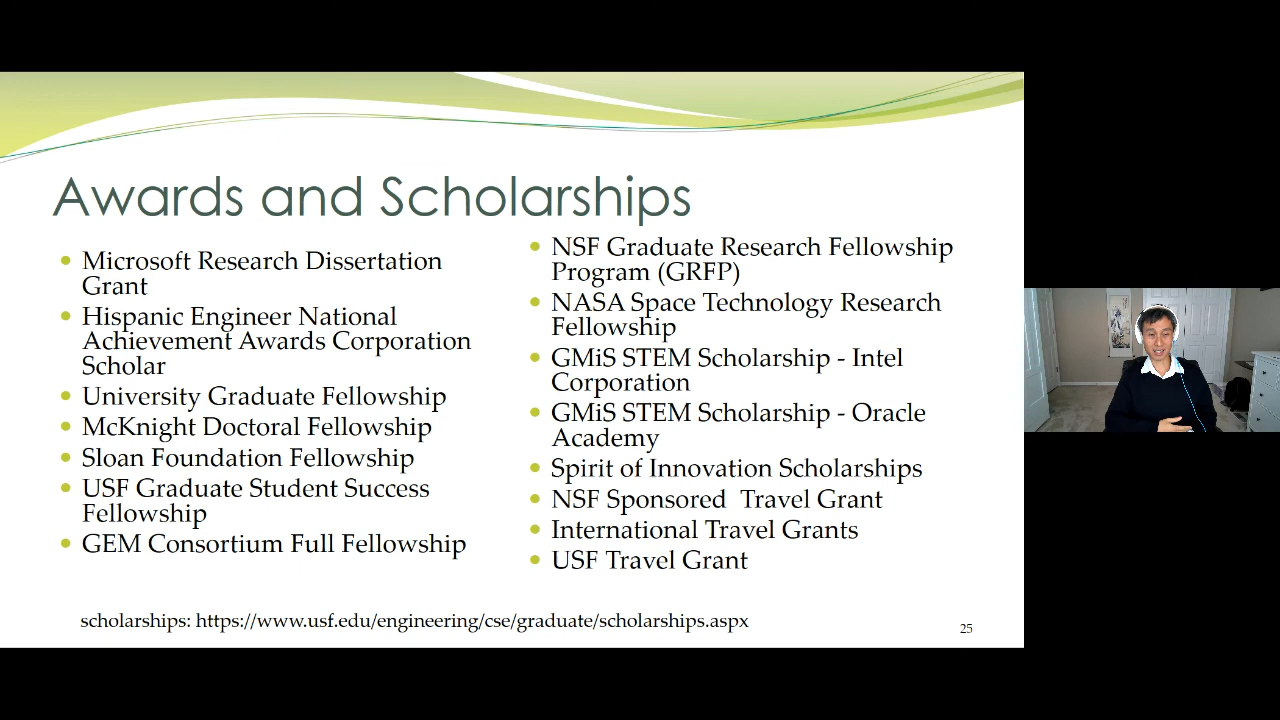 Awards and Scholarships
• Microsoft Research Dissertation
Grant
• Hispanic Engineer National
Achievement Awards Corporation
Scholar
• University Graduate Fellowship
• McKnight Doctoral Fellowship
• Sloan Foundation Fellowship
• USF Graduate Student Success
Fellowship
• GEM Consortium Full Fellowship
• NSF Graduate Research Fellowship
Program (GRFP)
• NASA Space Technology Research
Fellowship
• GMiS STEM Scholarship - Intel
Corporation
• GMiS STEM Scholarship - Oracle
Academy
• Spirit of Innovation Scholarships
• NSF Sponsored  Travel Grant
• International Travel Grants
• USF Travel Grant
scholarships: https://www.usf.edu/engineering/cse/graduate/scholarships.aspx
25